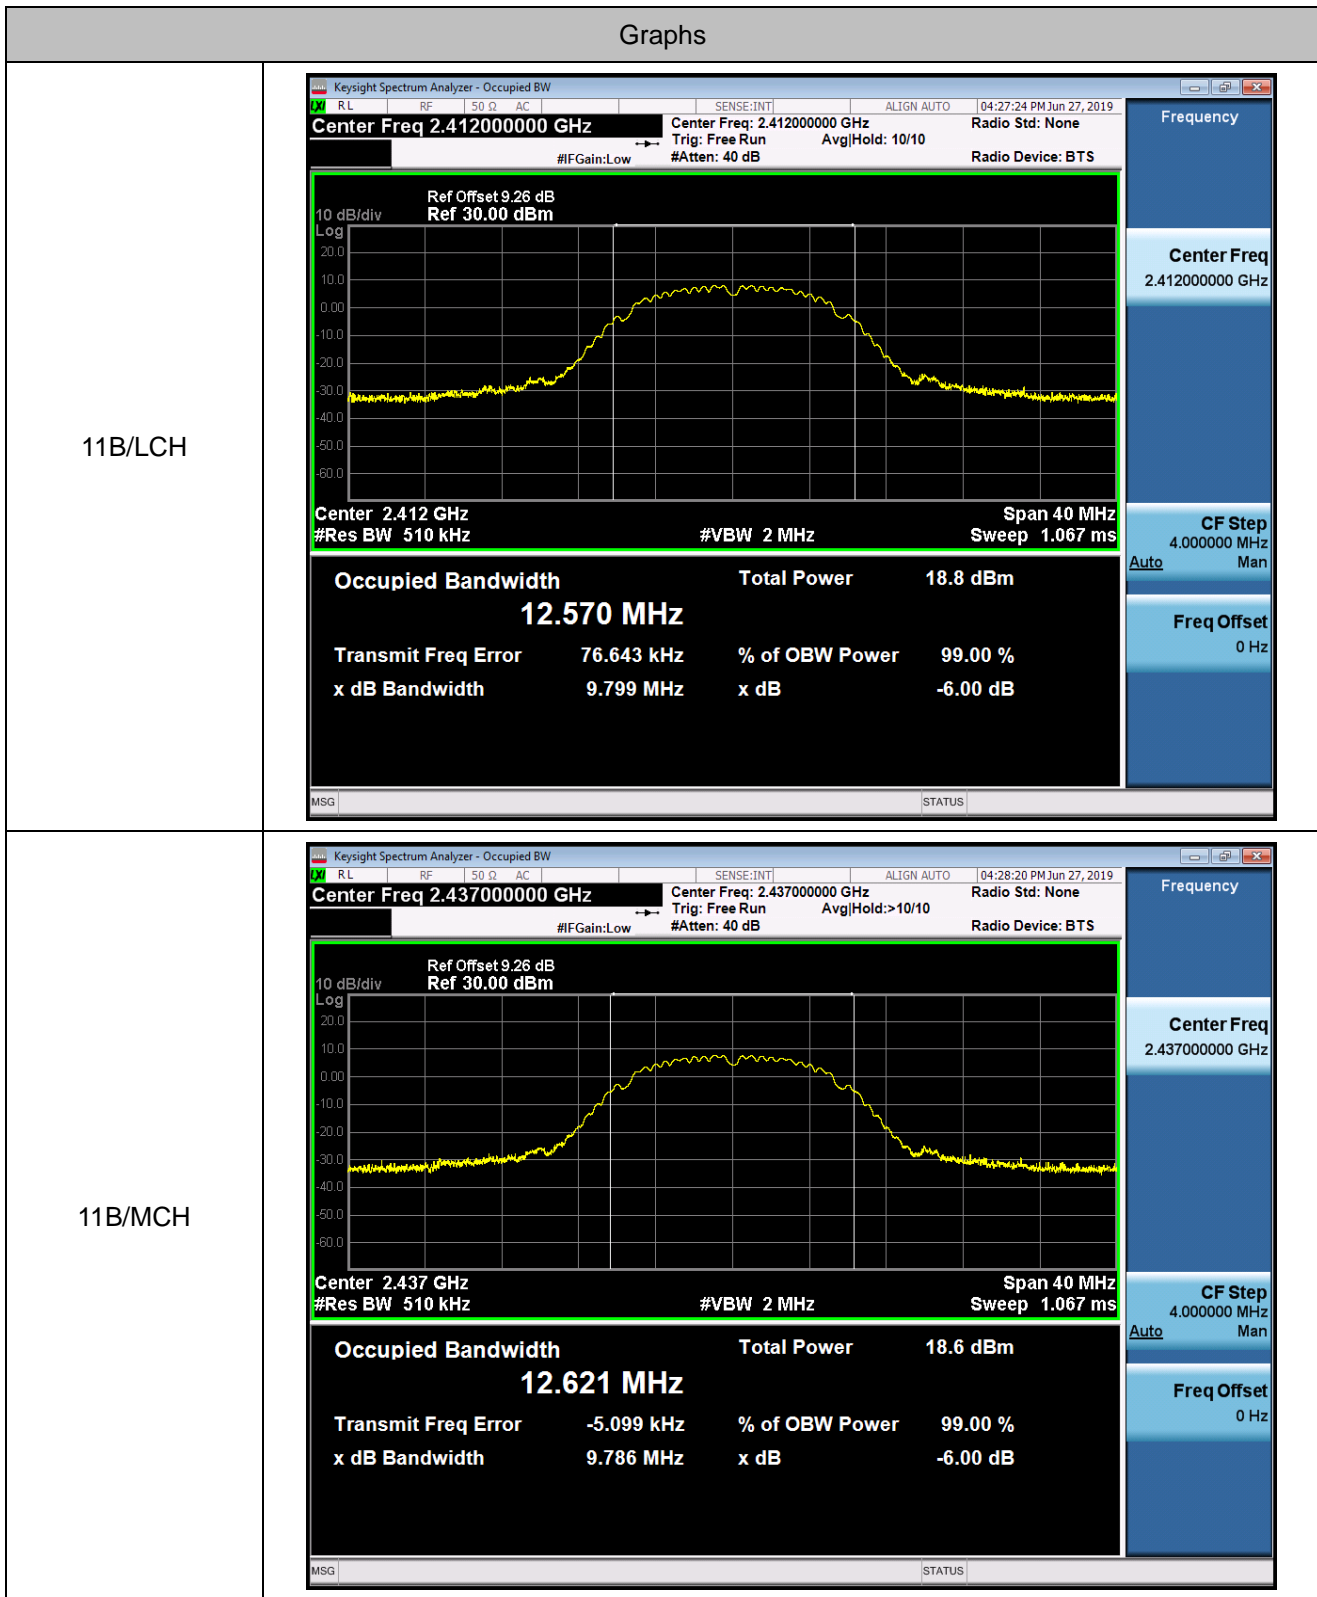 Graphs
11B/LCH
Keysight Spectrum Analyzer - Occupied BW
LXI RL RF 50 Ω AC SENSE:INT ALIGN AUTO 04:27:24 PM Jun 27, 2019
Center Freq 2.412000000 GHz
Center Freq: 2.412000000 GHz
Radio Std: None
Trig: Free Run Avg|Hold: 10/10
#IFGain:Low #Atten: 40 dB Radio Device: BTS
Ref Offset 9.26 dB
10 dB/div Ref 30.00 dBm
Log
20.0
10.0
0.00
-10.0
-20.0
-30.0
-40.0
-50.0
-60.0
Center 2.412 GHz Span 40 MHz
#Res BW 510 kHz #VBW 2 MHz Sweep 1.067 ms
Occupied Bandwidth Total Power 18.8 dBm
12.570 MHz
Transmit Freq Error 76.643 kHz % of OBW Power 99.00 %
x dB Bandwidth 9.799 MHz x dB -6.00 dB
MSG STATUS
Frequency
Center Freq
2.412000000 GHz
CF Step
4.000000 MHz
Auto Man
Freq Offset
0 Hz
11B/MCH
Keysight Spectrum Analyzer - Occupied BW
LXI RL RF 50 Ω AC SENSE:INT ALIGN AUTO 04:28:20 PM Jun 27, 2019
Center Freq 2.437000000 GHz
Center Freq: 2.437000000 GHz
Radio Std: None
Trig: Free Run Avg|Hold:>10/10
#IFGain:Low #Atten: 40 dB Radio Device: BTS
Ref Offset 9.26 dB
10 dB/div Ref 30.00 dBm
Log
20.0
10.0
0.00
-10.0
-20.0
-30.0
-40.0
-50.0
-60.0
Center 2.437 GHz Span 40 MHz
#Res BW 510 kHz #VBW 2 MHz Sweep 1.067 ms
Occupied Bandwidth Total Power 18.6 dBm
12.621 MHz
Transmit Freq Error -5.099 kHz % of OBW Power 99.00 %
x dB Bandwidth 9.786 MHz x dB -6.00 dB
MSG STATUS
Frequency
Center Freq
2.437000000 GHz
CF Step
4.000000 MHz
Auto Man
Freq Offset
0 Hz